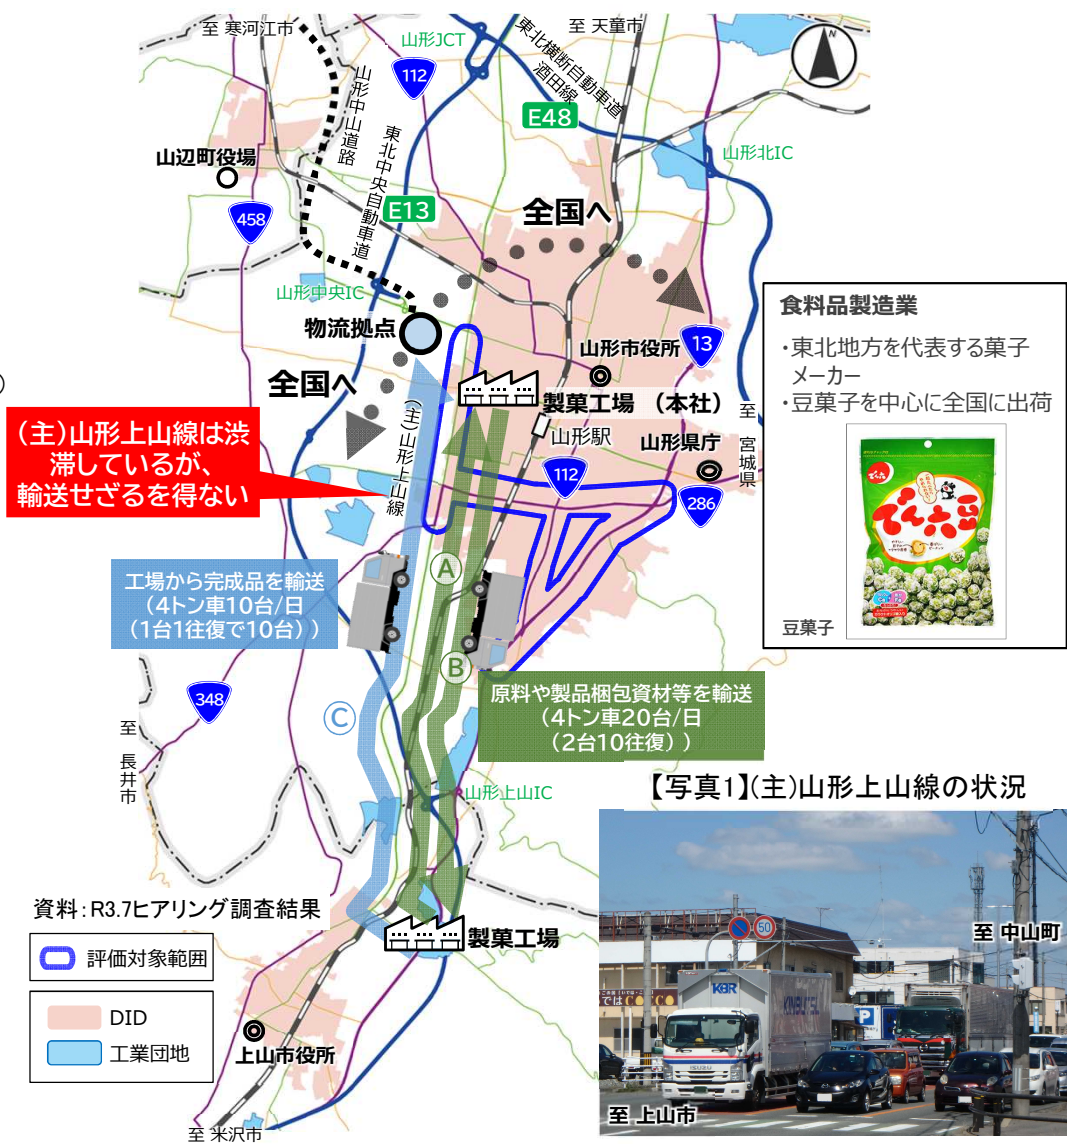 至 寒河江市
山形JCT
東北横断自動車道
酒田線
至 天童市
N
112
E48
山形中山道路
東北中央自動車道
山辺町役場
山形北IC
458
E13
全国へ
山形中央IC
物流拠点
全国へ
山形市役所
13
製菓工場 (本社)
至 宮城県
山形駅
山形県庁
112
286
(主)山形上山線
(主)山形上山線は渋
滞しているが、
輸送せざるを得ない
食料品製造業
・東北地方を代表する菓子
メーカー
・豆菓子を中心に全国に出荷
でん六
でん六豆
豆菓子
工場から完成品を輸送
(4トン車10台/日
(1台1往復で10台))
A
B
C
原料や製品梱包資材等を輸送
(4トン車20台/日
(2台10往復) )
348
至 長井市
山形上山IC
製菓工場
資料:R3.7ヒアリング調査結果
評価対象範囲
DID
工業団地
上山市役所
至 米沢市
【写真1】(主)山形上山線の状況
50
至 中山町
KBR
ISUZU
P
至 上山市